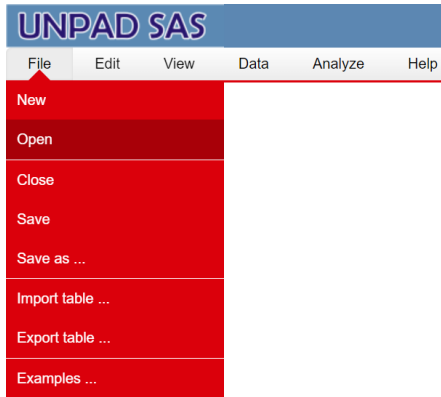 UNPAD SAS
File Edit View Data Analyze Help
New
Open
Close
Save
Save as ...
Import table ...
Export table ...
Examples ...